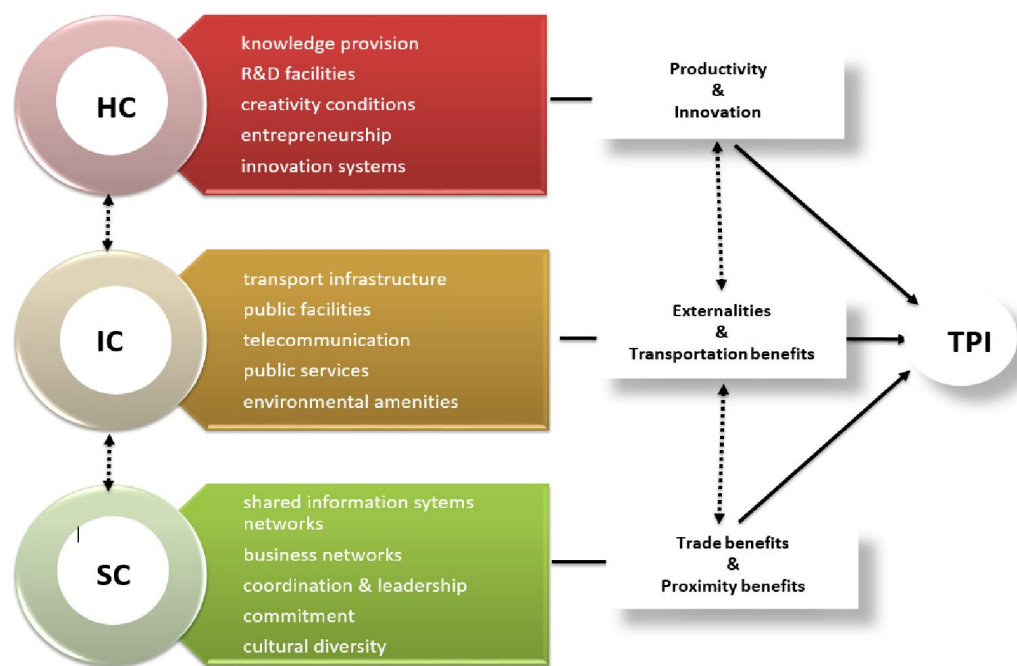 HC
knowledge provision
R&D facilities
creativity conditions
entrepreneurship
innovation systems
Productivity
&
Innovation
IC
transport infrastructure
public facilities
telecommunication
public services
environmental amenities
Externalities
&
Transportation benefits
TPI
SC
shared information sytems
networks
business networks
coordination & leadership
commitment
cultural diversity
Trade benefits
&
Proximity benefits